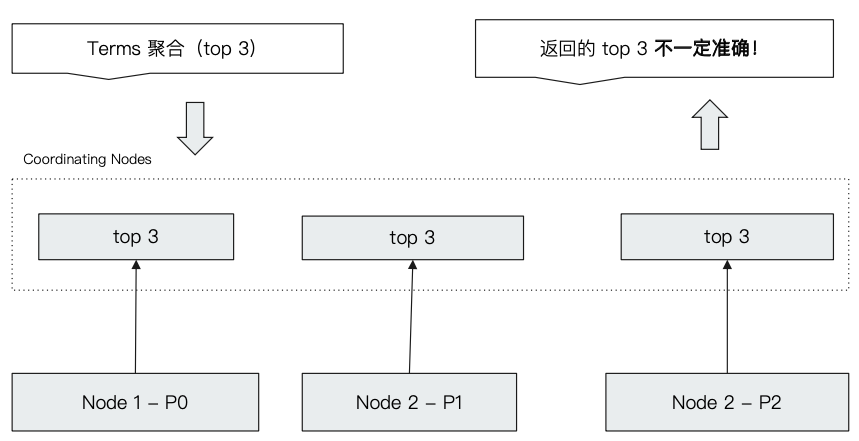 Terms 聚合（top 3）
返回的 top 3 不一定准确！
Coordinating Nodes
top 3
top 3
top 3
Node 1 – P0
Node 2 – P1
Node 2 – P2